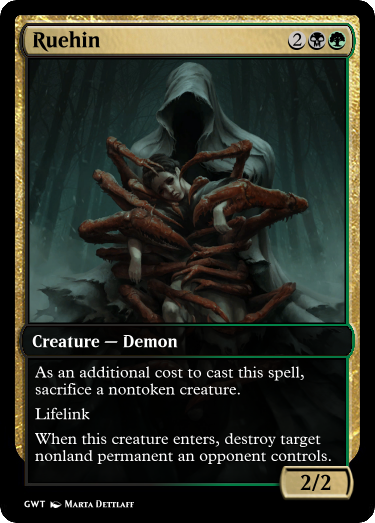 Ruehin 2
Creature — Demon
As an additional cost to cast this spell,
sacrifice a nontoken creature.
Lifelink
When this creature enters, destroy target
nonland permanent an opponent controls.
2/2
GWT Marta Dettlaff